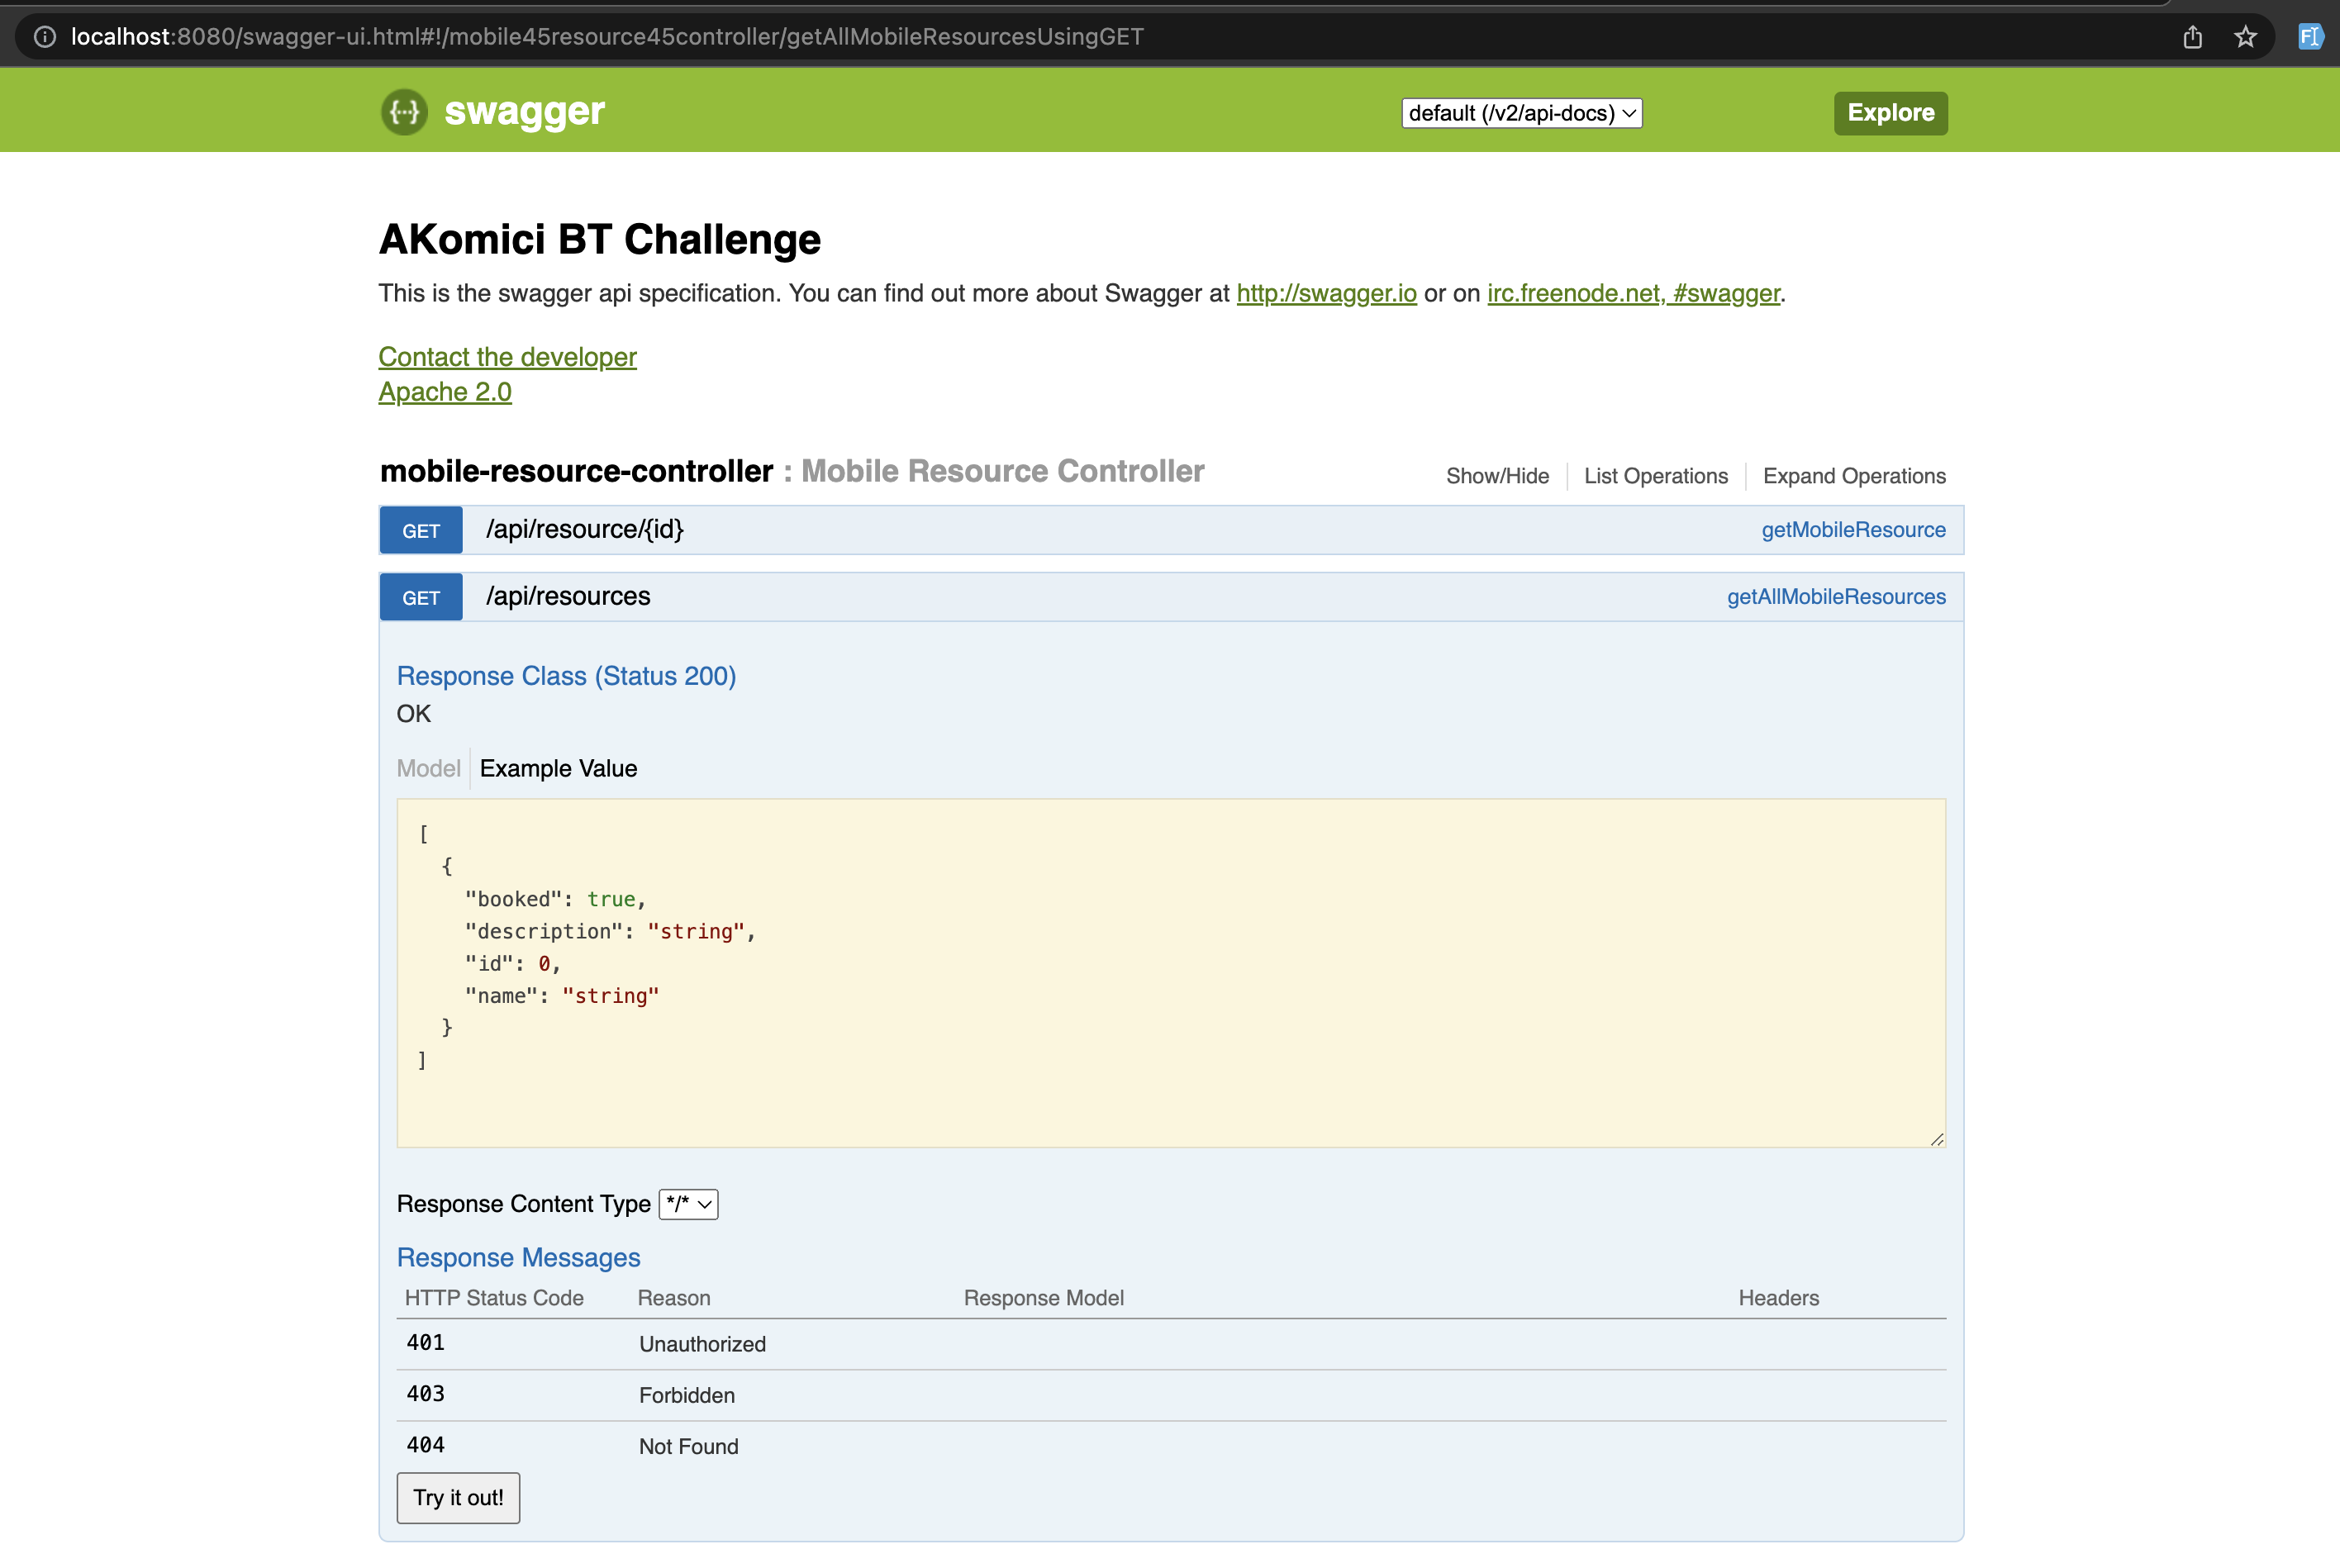 localhost:8080/swagger-ui.html#!/mobile45resource45controller/getAllMobileResourcesUsingGET
{···} swagger default (/v2/api-docs) Explore
AKomici BT Challenge
This is the swagger api specification. You can find out more about Swagger at http://swagger.io or on irc.freenode.net, #swagger.
Contact the developer
Apache 2.0
mobile-resource-controller : Mobile Resource Controller Show/Hide List Operations Expand Operations
GET /api/resource/{id} getMobileResource
GET /api/resources getAllMobileResources
Response Class (Status 200)
OK
Model Example Value
[
{
"booked": true,
"description": "string",
"id": 0,
"name": "string"
}
]
Response Content Type */*
Response Messages
HTTP Status Code Reason Response Model Headers
401 Unauthorized
403 Forbidden
404 Not Found
Try it out!